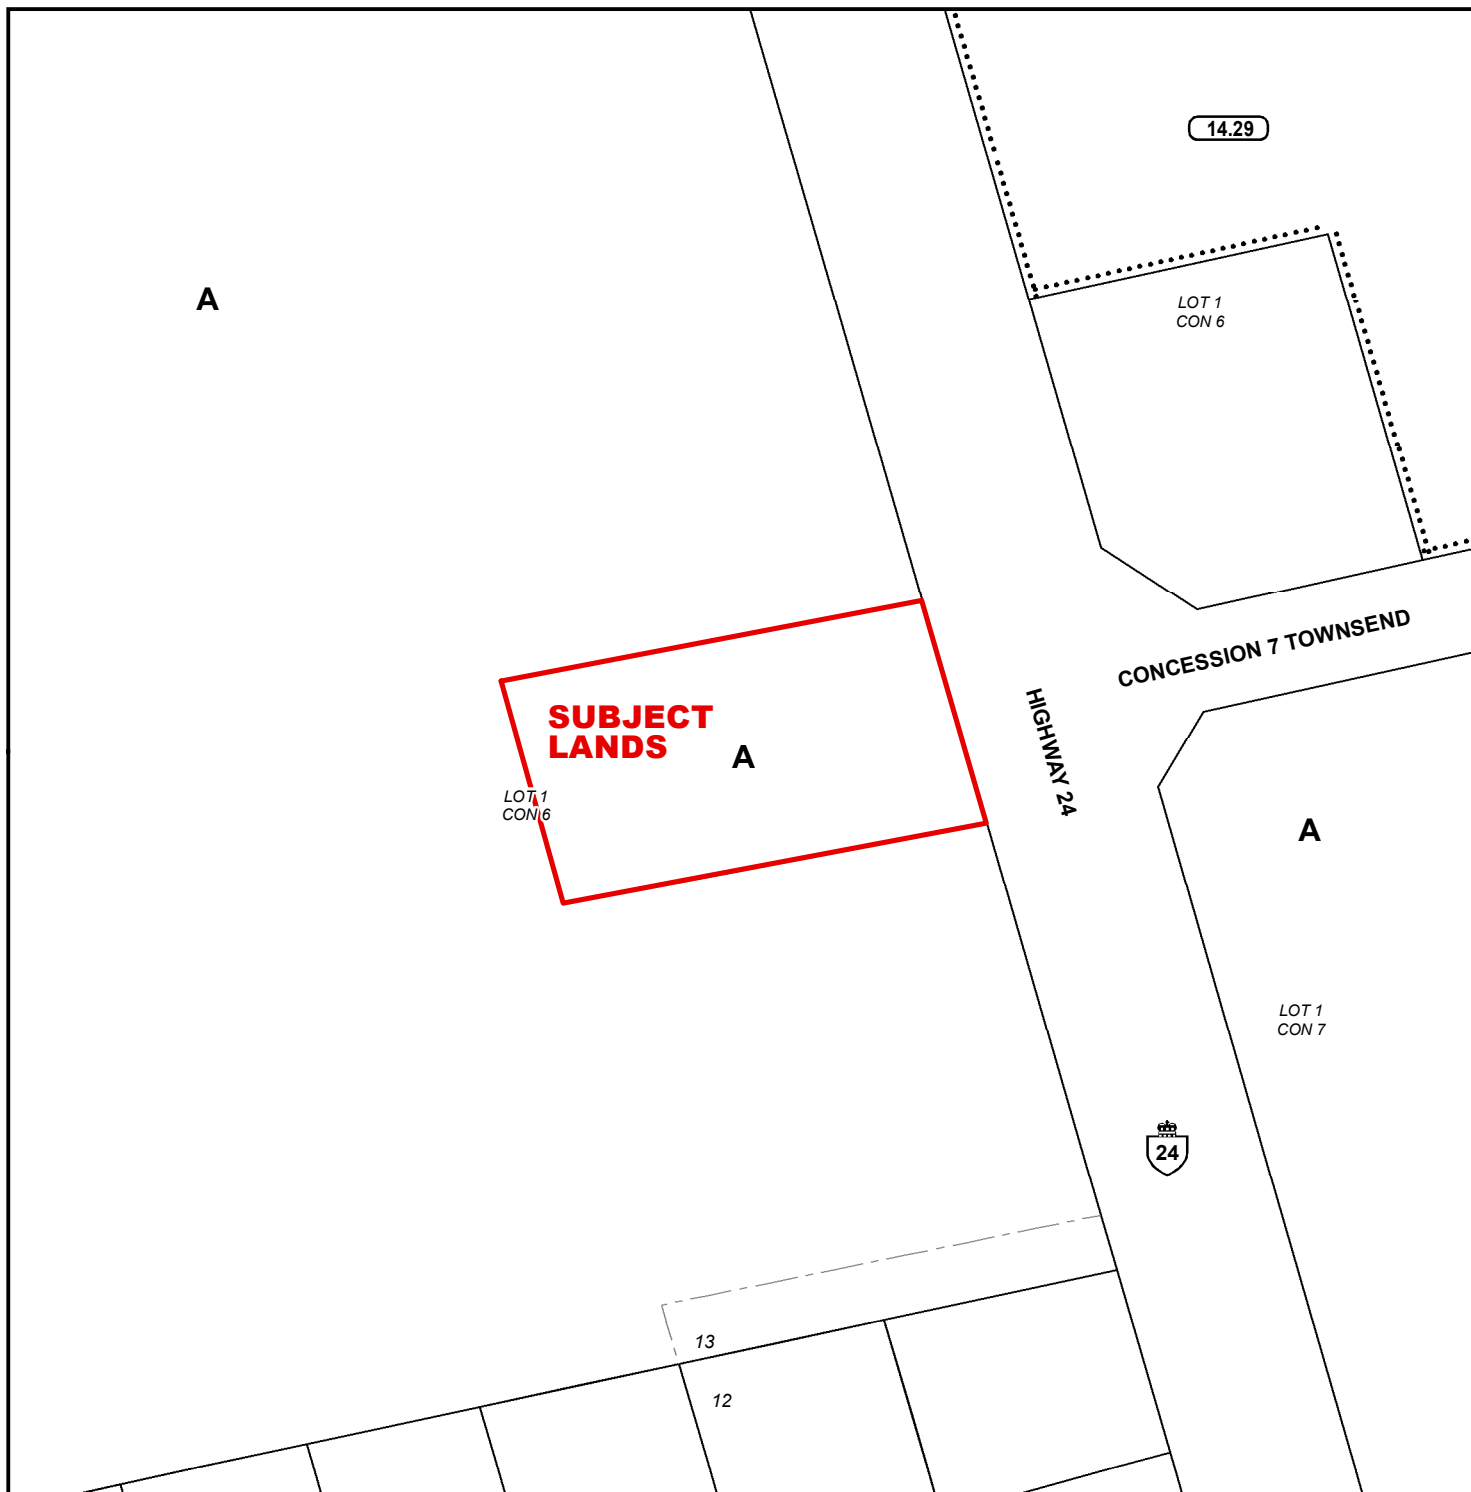 14.29
A
LOT 1
CON 6
CONCESSION 7 TOWNSEND
SUBJECT
LANDS
A
HIGHWAY 24
LOT 1
CON 6
A
LOT 1
CON 7
24
13
12